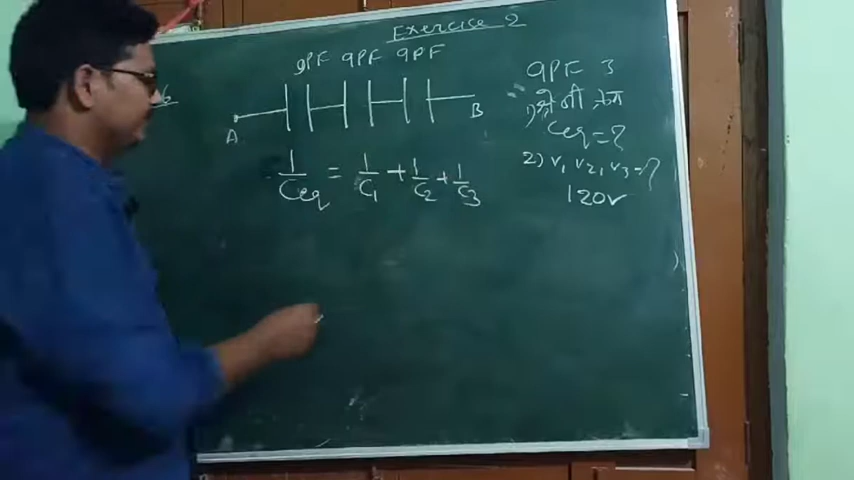 Exercise 2
9PF 9PF 9PF
A B
6
1/Ceq = 1/C1 + 1/C2 + 1/C3
9PF 3
1) श्रेणी क्रम
Ceq = ?
2) V1, V2, V3 = ?
120V